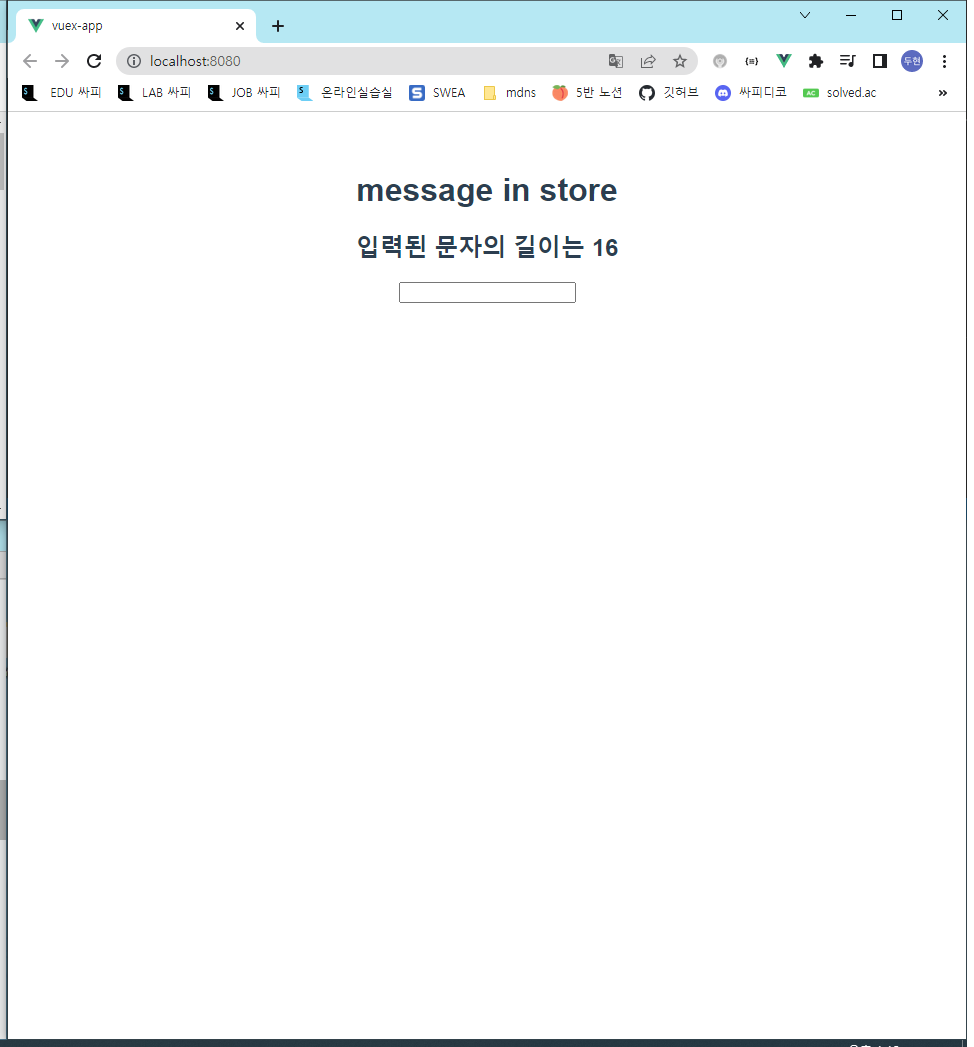 vuex-app
localhost:8080
두현
EDU 싸피 LAB 싸피 JOB 싸피 온라인실습실 SWEA mdns 5반 노션 깃허브 싸피디코 AC solved.ac »
message in store
입력된 문자의 길이는 16